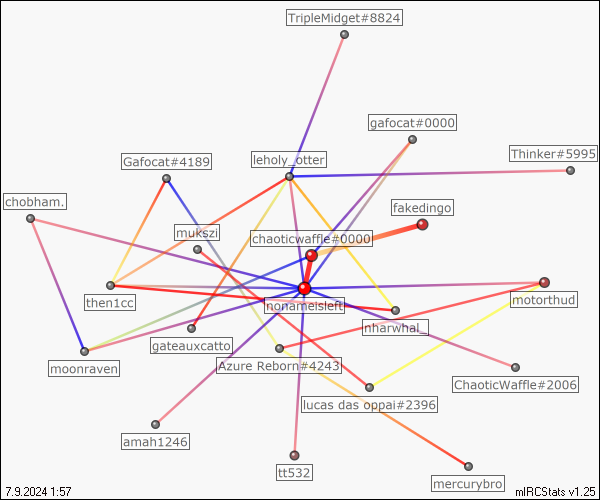 TripleMidget#8824
gafocat#0000
Thinker#5995
Gafocat#4189
leholy_otter
chobham.
fakedingo
mukszi
chaoticwaffle#0000
then1cc
nonameisleft
motorthud
nharwhal_
gateauxcatto
moonraven
Azure Reborn#4243
ChaoticWaffle#2006
lucas das oppai#2396
amah1246
tt532
mercurybro
7.9.2024 1:57
mIRCStats v1.25